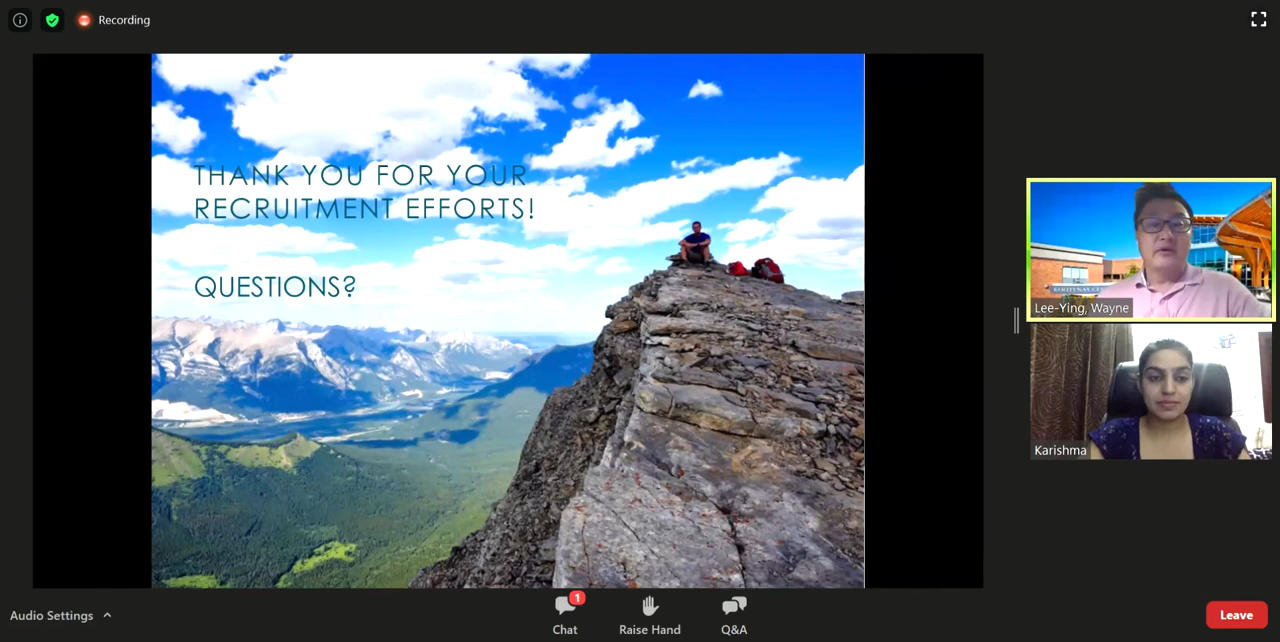 Recording
THANK YOU FOR YOUR
RECRUITMENT EFFORTS!
QUESTIONS?
Lee-Ying, Wayne
Karishma
Audio Settings
1
Chat
Raise Hand
Q&A
Leave